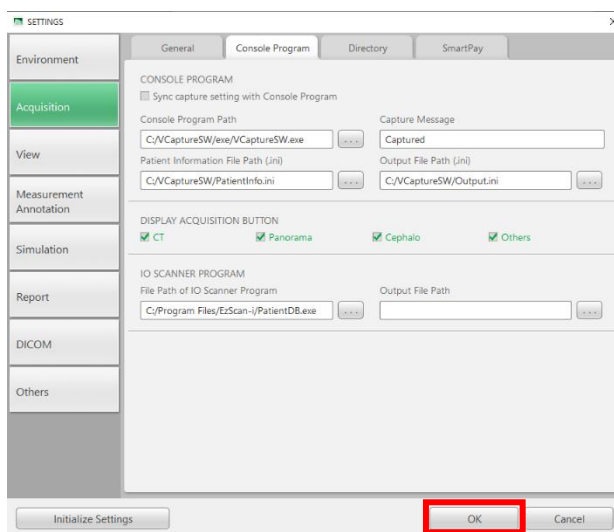 SETTINGS
Environment
Acquisition
View
Measurement
Annotation
Simulation
Report
DICOM
Others
General Console Program Directory SmartPay
CONSOLE PROGRAM
Sync capture setting with Console Program
Console Program Path Capture Message
C:/VCaptureSW/exe/VCaptureSW.exe ... Captured
Patient Information File Path (.ini) Output File Path (.ini)
C:/VCaptureSW/PatientInfo.ini ... C:/VCaptureSW/Output.ini ...
DISPLAY ACQUISITION BUTTON
CT Panorama Cephalo Others
IO SCANNER PROGRAM
File Path of IO Scanner Program Output File Path
C:/Program Files/EzScan-i/PatientDB.exe ... ...
Initialize Settings OK Cancel